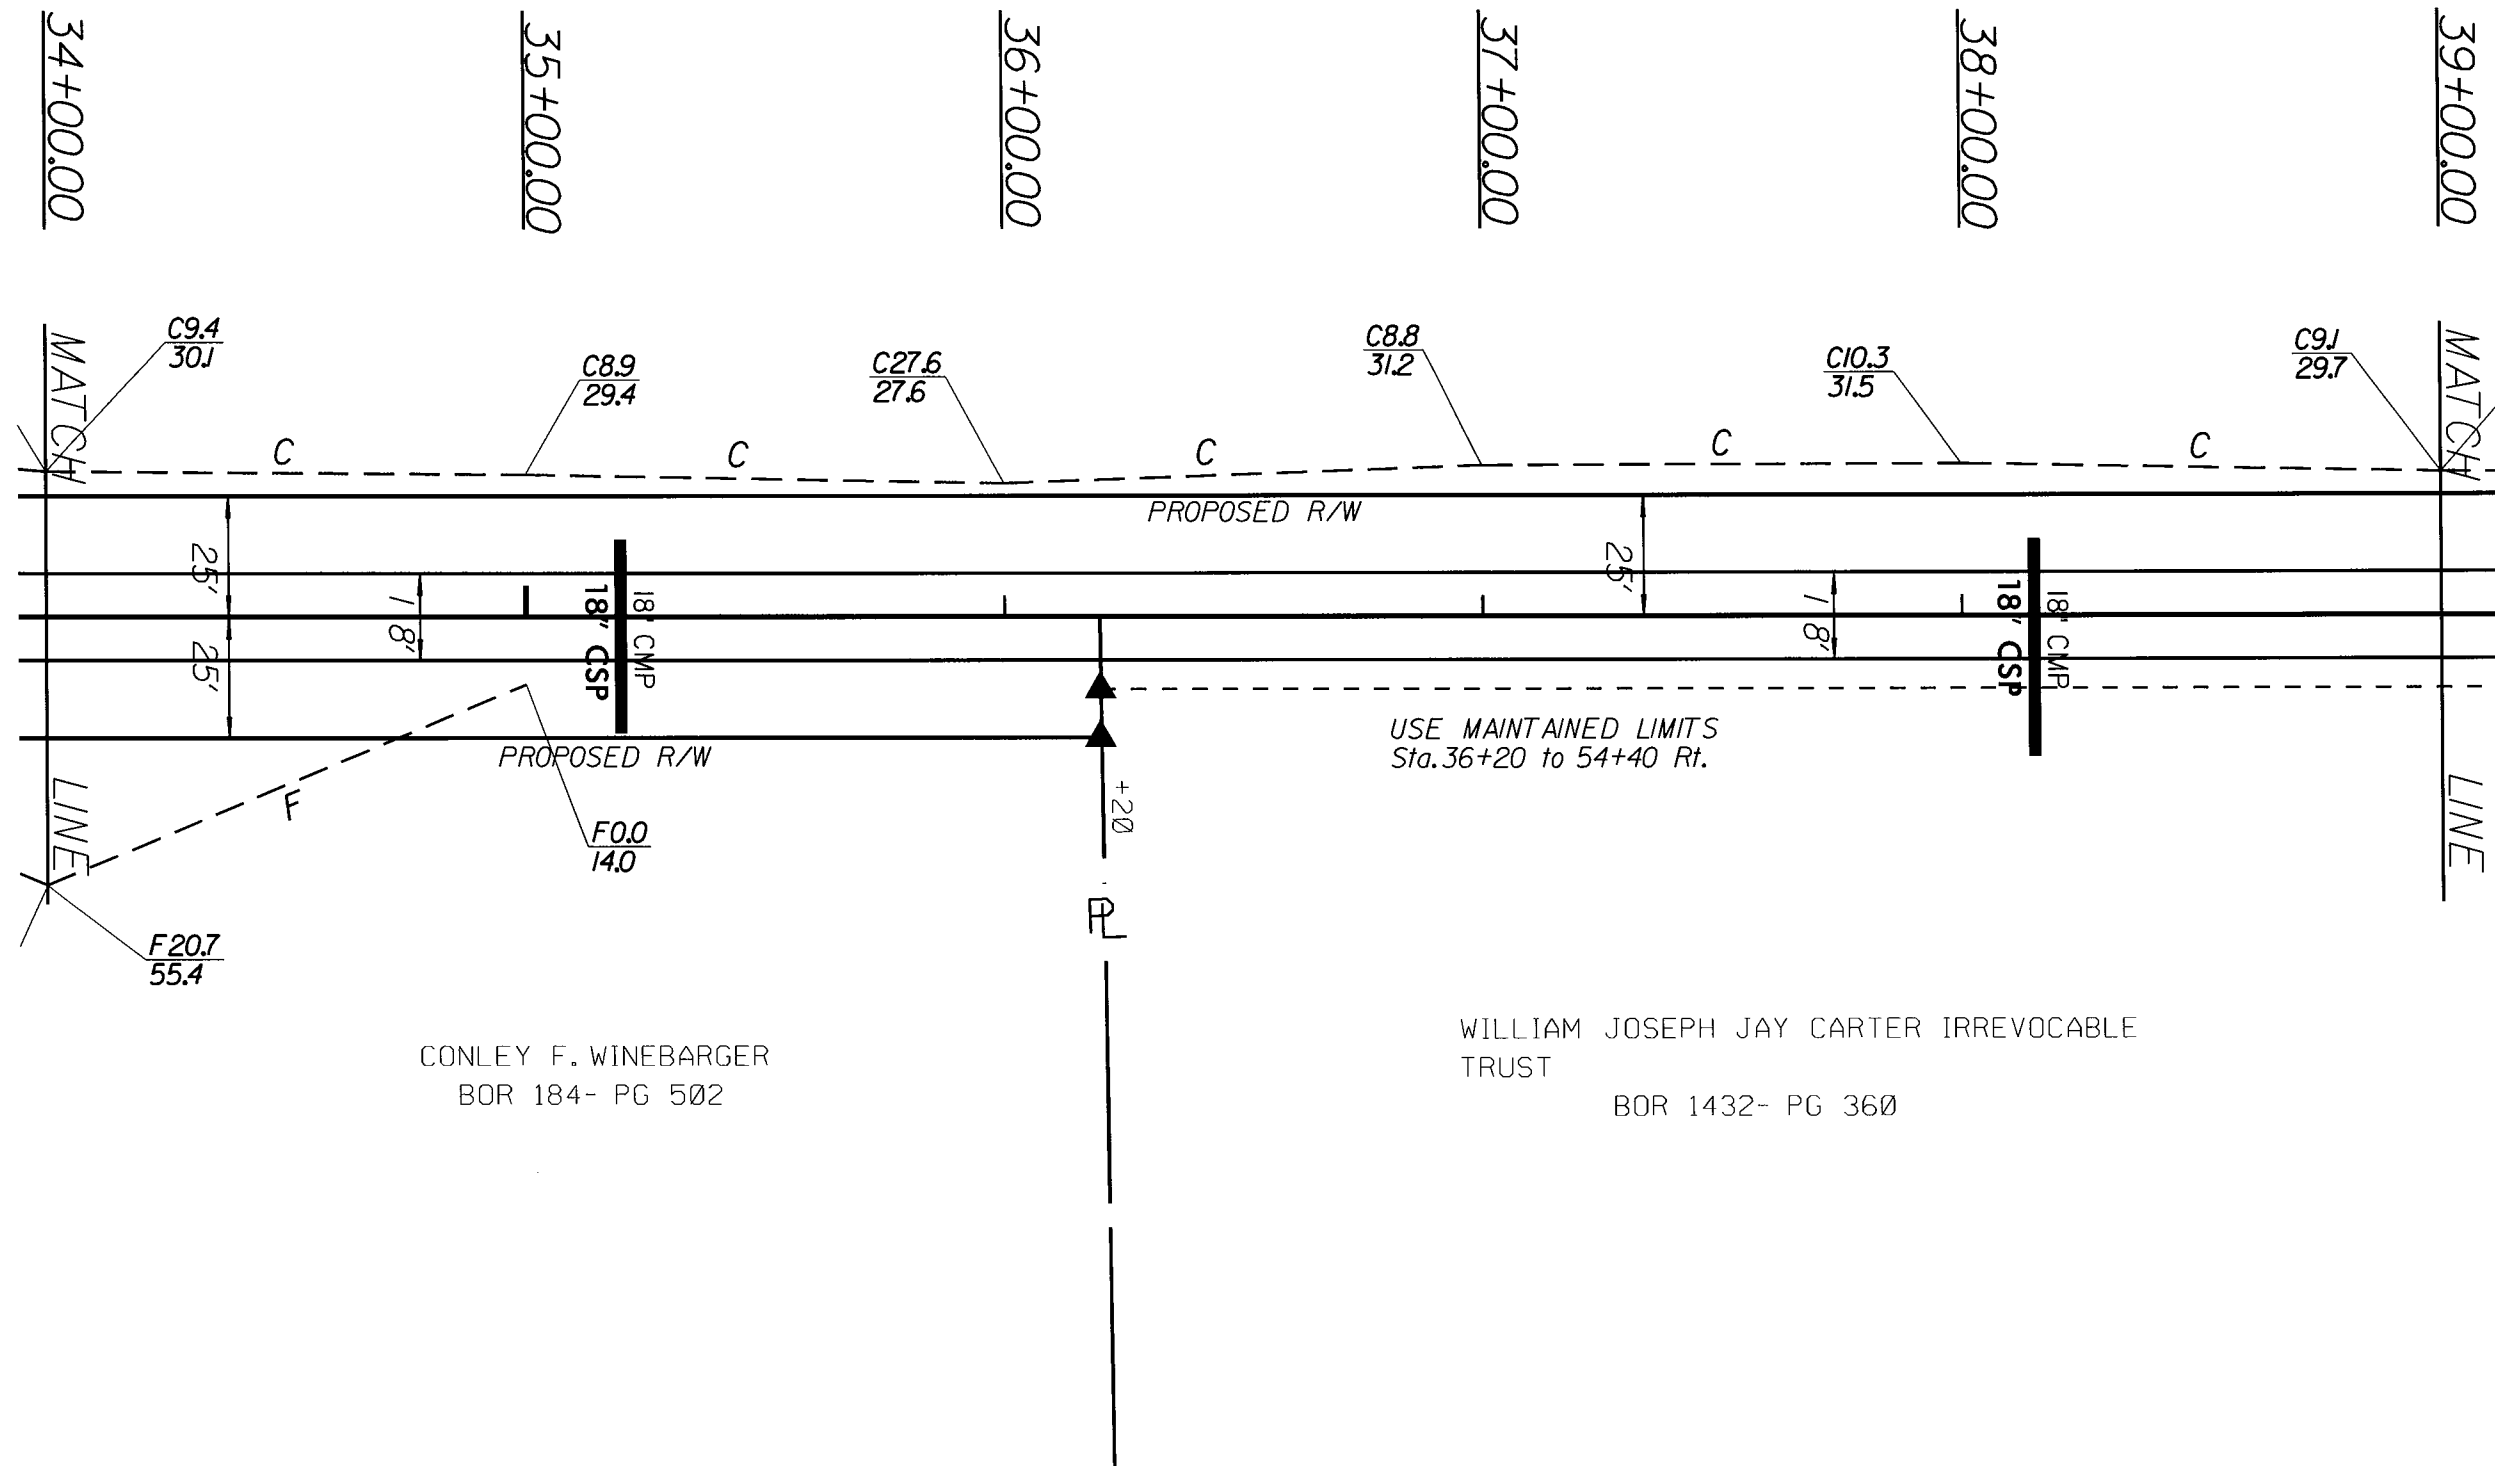 34+00.00
35+00.00
36+00.00
37+00.00
38+00.00
39+00.00
MATCH LINE
MATCH LINE
C9.4
30.1
C8.9
29.4
C27.6
27.6
C8.8
31.2
C10.3
31.5
C9.1
29.7
C
C
C
C
C
PROPOSED R/W
25'
25'
18'
18" CSP
18" CMP
25'
18'
18" CSP
18" CMP
PROPOSED R/W
USE MAINTAINED LIMITS
Sta.36+20 to 54+40 Rt.
+20
F
F0.0
14.0
PL
F20.7
55.4
CONLEY F. WINEBARGER
BOR 184- PG 502
WILLIAM JOSEPH JAY CARTER IRREVOCABLE
TRUST
BOR 1432- PG 360